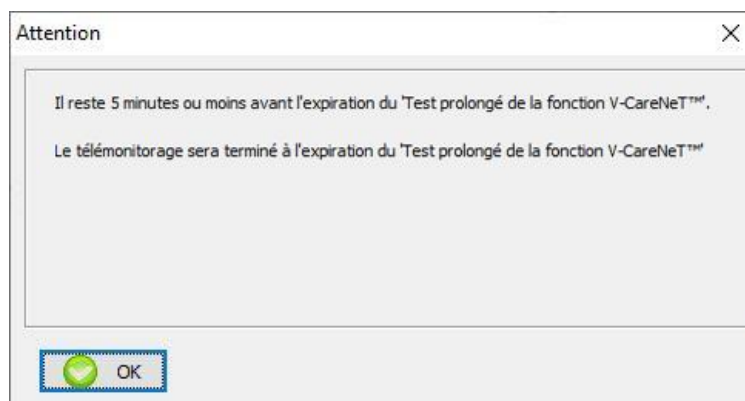 Attention
Il reste 5 minutes ou moins avant l'expiration du 'Test prolongé de la fonction V-CareNeT™'.
Le télémonitorage sera terminé à l'expiration du 'Test prolongé de la fonction V-CareNeT™'
OK